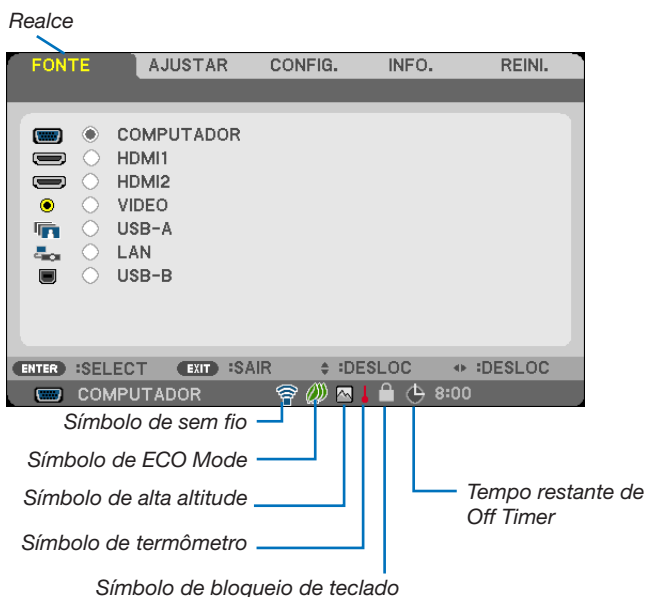 Realce
FONTE AJUSTAR CONFIG. INFO. REINI.
COMPUTADOR
HDMI1
HDMI2
VIDEO
USB-A
LAN
USB-B
ENTER :SELECT EXIT :SAIR :DESLOC :DESLOC
COMPUTADOR 8:00
Símbolo de sem fio
Símbolo de ECO Mode
Símbolo de alta altitude
Símbolo de termômetro
Símbolo de bloqueio de teclado
Tempo restante de
Off Timer